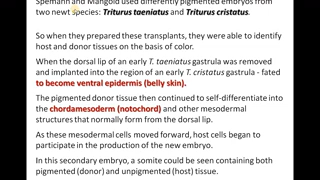 Spemann and Mangold used differently pigmented embryos from
two newt species: Triturus taeniatus and Triturus cristatus.
So when they prepared these transplants, they were able to identify
host and donor tissues on the basis of color.
When the dorsal lip of an early T. taeniatus gastrula was removed
and implanted into the region of an early T. cristatus gastrula - fated
to become ventral epidermis (belly skin).
The pigmented donor tissue then continued to self-differentiate into
the chordamesoderm (notochord) and other mesodermal
structures that normally form from the dorsal lip.
As these mesodermal cells moved forward, host cells began to
participate in the production of the new embryo.
In this secondary embryo, a somite could be seen containing both
pigmented (donor) and unpigmented (host) tissue.